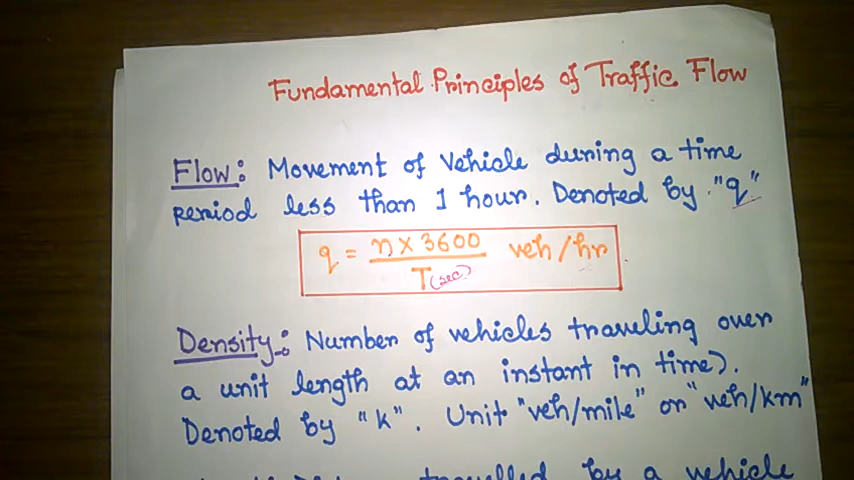 Fundamental Principles of Traffic Flow
Flow: Movement of Vehicle during a time
period less than 1 hour. Denoted by "q"
q = n × 3600 / T(sec) veh/hr
Density: Number of vehicles traveling over
a unit length at an instant in time).
Denoted by "k". Unit "veh/mile" or "veh/km"
travelled by a vehicle